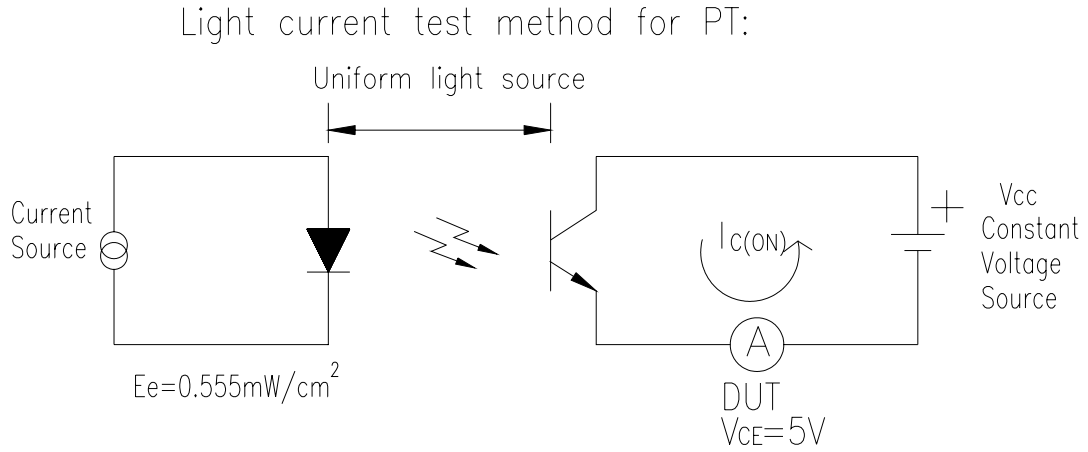 Light current test method for PT:
Uniform light source
Current
Source
IC(ON)
Vcc
Constant
Voltage
Source
A
Ee=0.555mW/cm²
DUT
VCE=5V